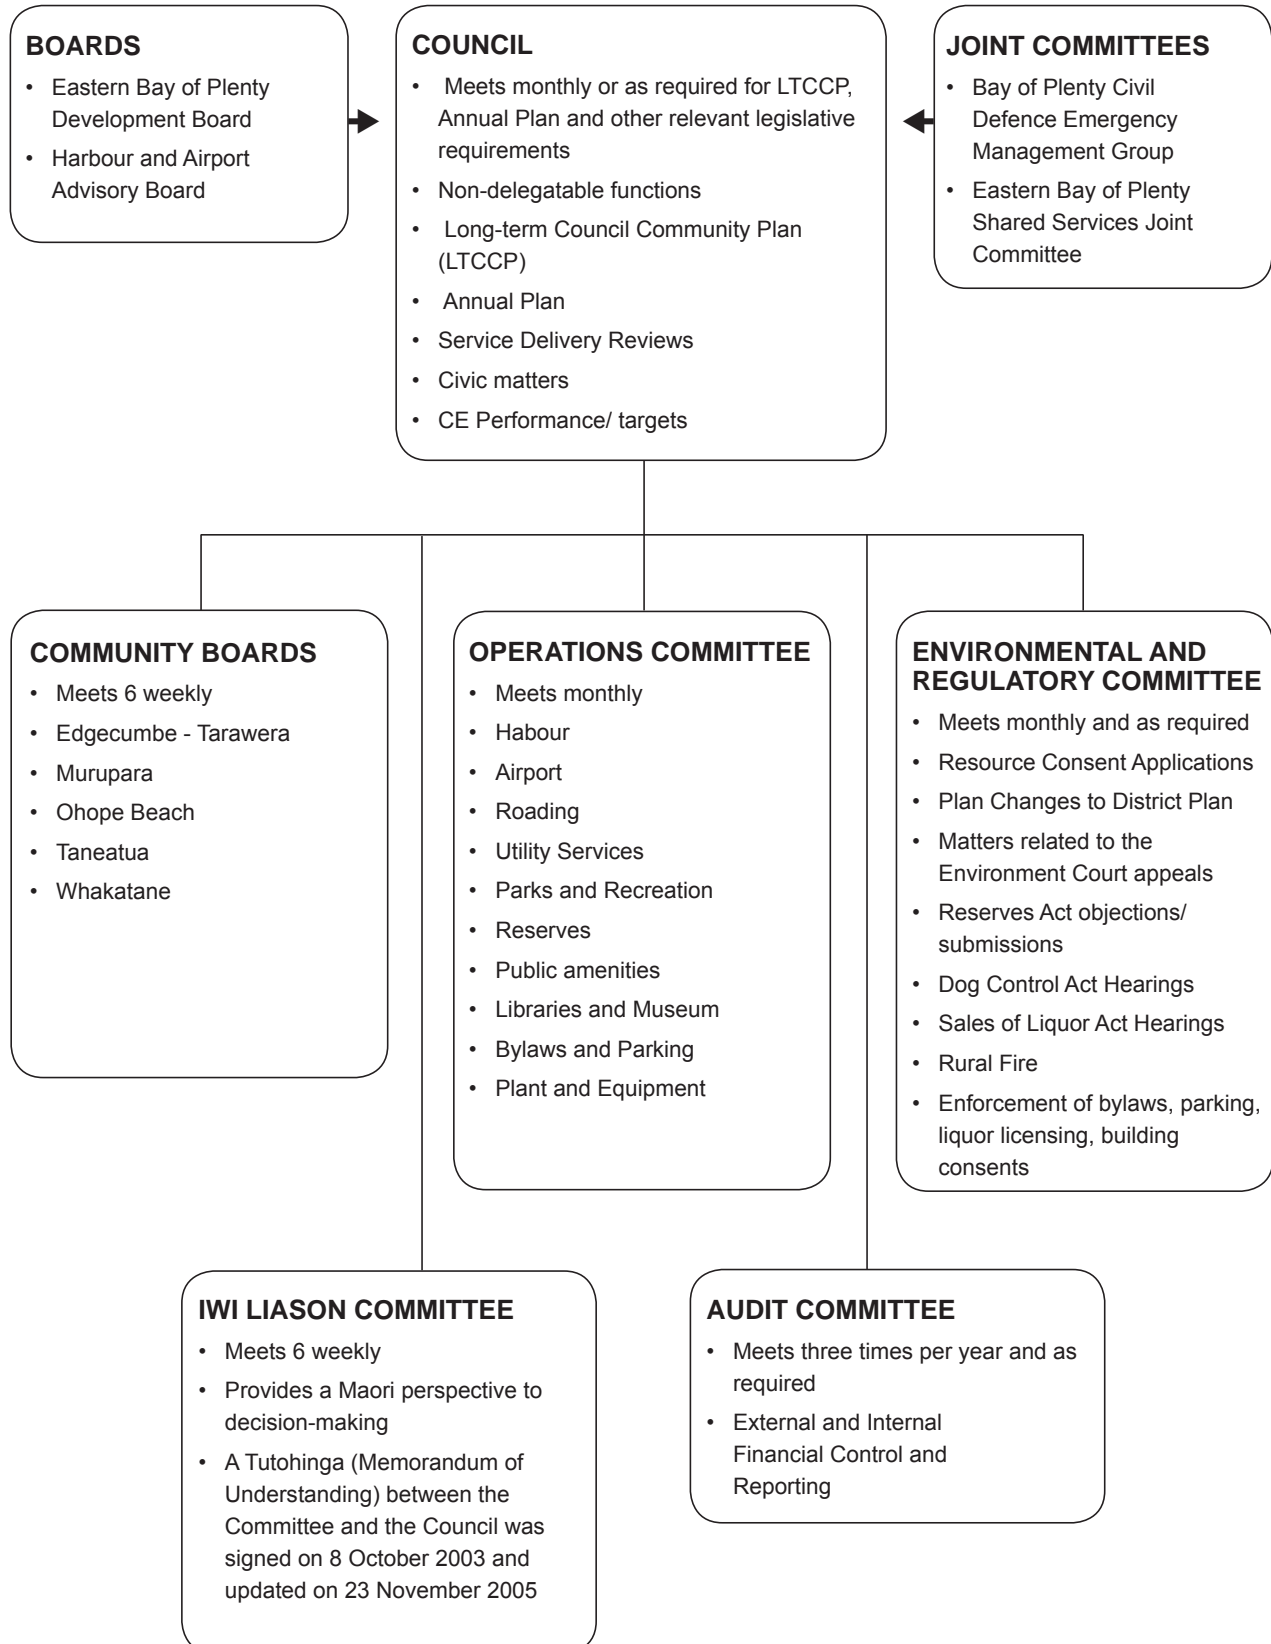 BOARDS
• Eastern Bay of Plenty
Development Board
• Harbour and Airport
Advisory Board
COUNCIL
• Meets monthly or as required for LTCCP,
Annual Plan and other relevant legislative
requirements
• Non-delegatable functions
• Long-term Council Community Plan
(LTCCP)
• Annual Plan
• Service Delivery Reviews
• Civic matters
• CE Performance/ targets
JOINT COMMITTEES
• Bay of Plenty Civil
Defence Emergency
Management Group
• Eastern Bay of Plenty
Shared Services Joint
Committee
COMMUNITY BOARDS
• Meets 6 weekly
• Edgecumbe - Tarawera
• Murupara
• Ohope Beach
• Taneatua
• Whakatane
OPERATIONS COMMITTEE
• Meets monthly
• Habour
• Airport
• Roading
• Utility Services
• Parks and Recreation
• Reserves
• Public amenities
• Libraries and Museum
• Bylaws and Parking
• Plant and Equipment
ENVIRONMENTAL AND
REGULATORY COMMITTEE
• Meets monthly and as required
• Resource Consent Applications
• Plan Changes to District Plan
• Matters related to the
Environment Court appeals
• Reserves Act objections/
submissions
• Dog Control Act Hearings
• Sales of Liquor Act Hearings
• Rural Fire
• Enforcement of bylaws, parking,
liquor licensing, building
consents
IWI LIASON COMMITTEE
• Meets 6 weekly
• Provides a Maori perspective to
decision-making
• A Tutohinga (Memorandum of
Understanding) between the
Committee and the Council was
signed on 8 October 2003 and
updated on 23 November 2005
AUDIT COMMITTEE
• Meets three times per year and as
required
• External and Internal
Financial Control and
Reporting